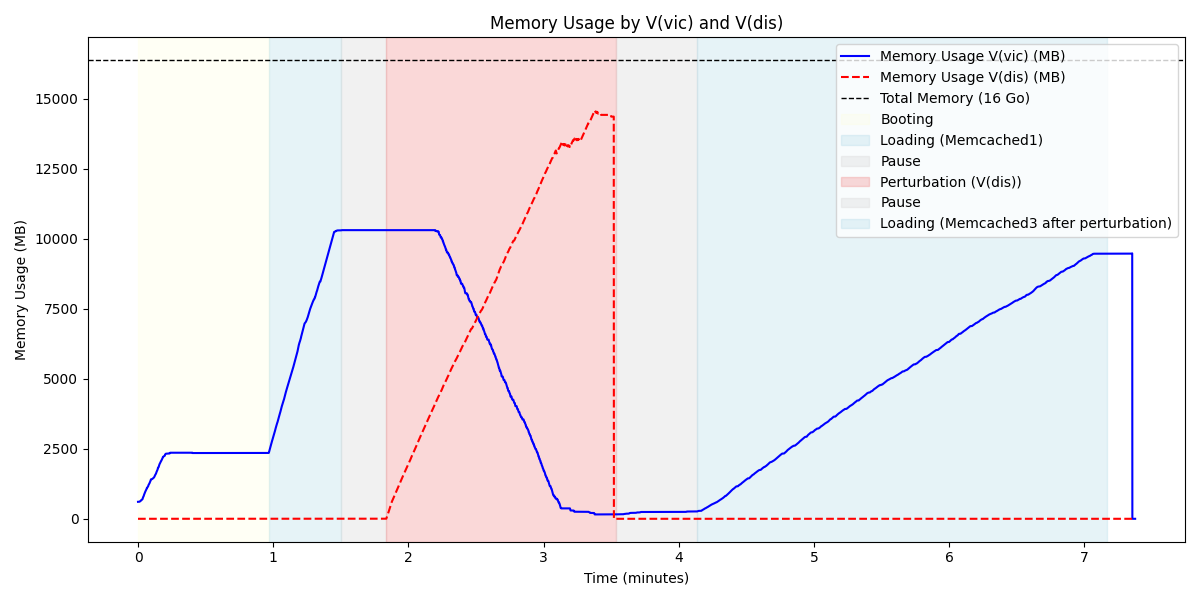 Memory Usage by V(vic) and V(dis)
Memory Usage V(vic) (MB)
Memory Usage V(dis) (MB)
Total Memory (16 Go)
Booting
Loading (Memcached1)
Pause
Perturbation (V(dis))
Pause
Loading (Memcached3 after perturbation)
Memory Usage (MB)
15000
12500
10000
7500
5000
2500
0
0 1 2 3 4 5 6 7
Time (minutes)